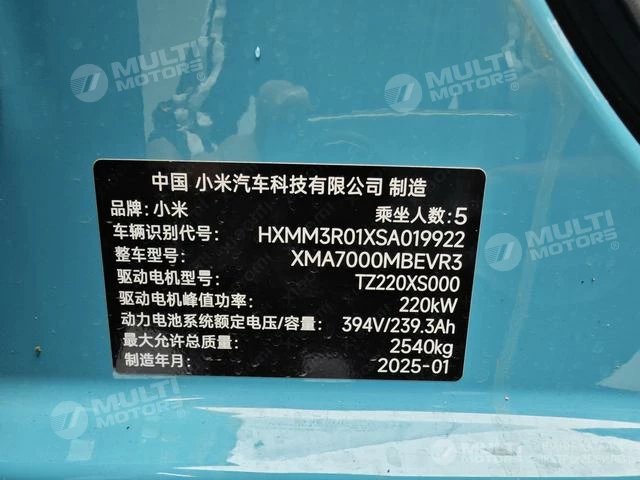 MULTI MOTORS®
MULTI MOTORS®
中国 小米汽车科技有限公司 制造
品牌:小米 乘坐人数:5
车辆识别代号: HXMM3R01XSA019922
整车型号: XMA7000MBEVR3
驱动电机型号: TZ220XS000
驱动电机峰值功率: 220kW
动力电池系统额定电压/容量: 394V/239.3Ah
最大允许总质量: 2540kg
制造年月: 2025-01
MULTI MOTORS®
MULTI MOTORS®
MULTI MOTORS®
MULTI MOTORS®